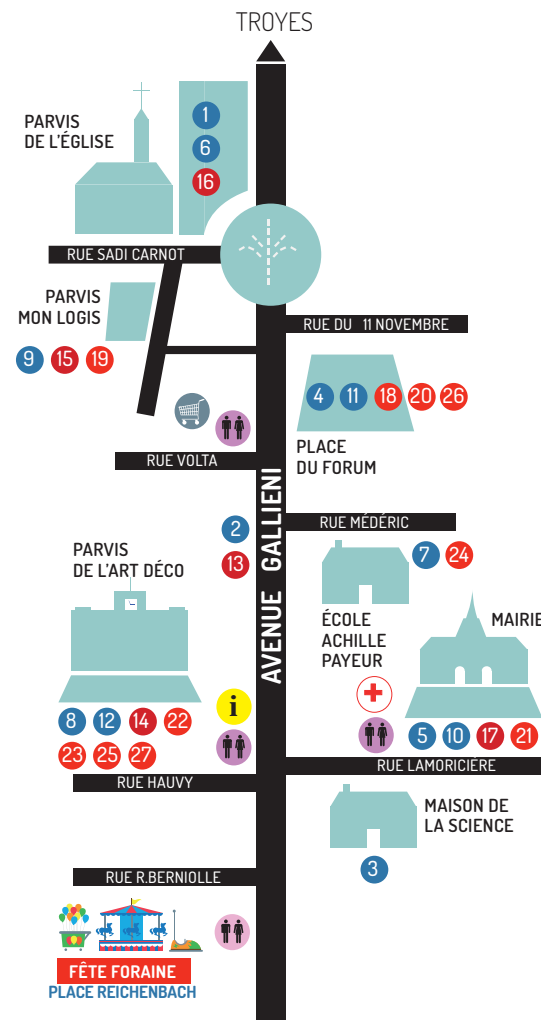 TROYES
PARVIS
DE L'ÉGLISE
1
6
16
RUE SADI CARNOT
PARVIS
MON LOGIS
9 15 19
RUE DU 11 NOVEMBRE
4 11 18 20 26
PLACE
DU FORUM
RUE VOLTA
AVENUE GALLIENI
2
13
RUE MÉDÉRIC
7 24
ÉCOLE
ACHILLE
PAYEUR
MAIRIE
5 10 17 21
PARVIS
DE L'ART DÉCO
8 12 14 22
23 25 27
i
RUE LAMORICIÈRE
RUE HAUVY
MAISON DE
LA SCIENCE
3
RUE R.BERNIOLLE
FÊTE FORAINE
PLACE REICHENBACH